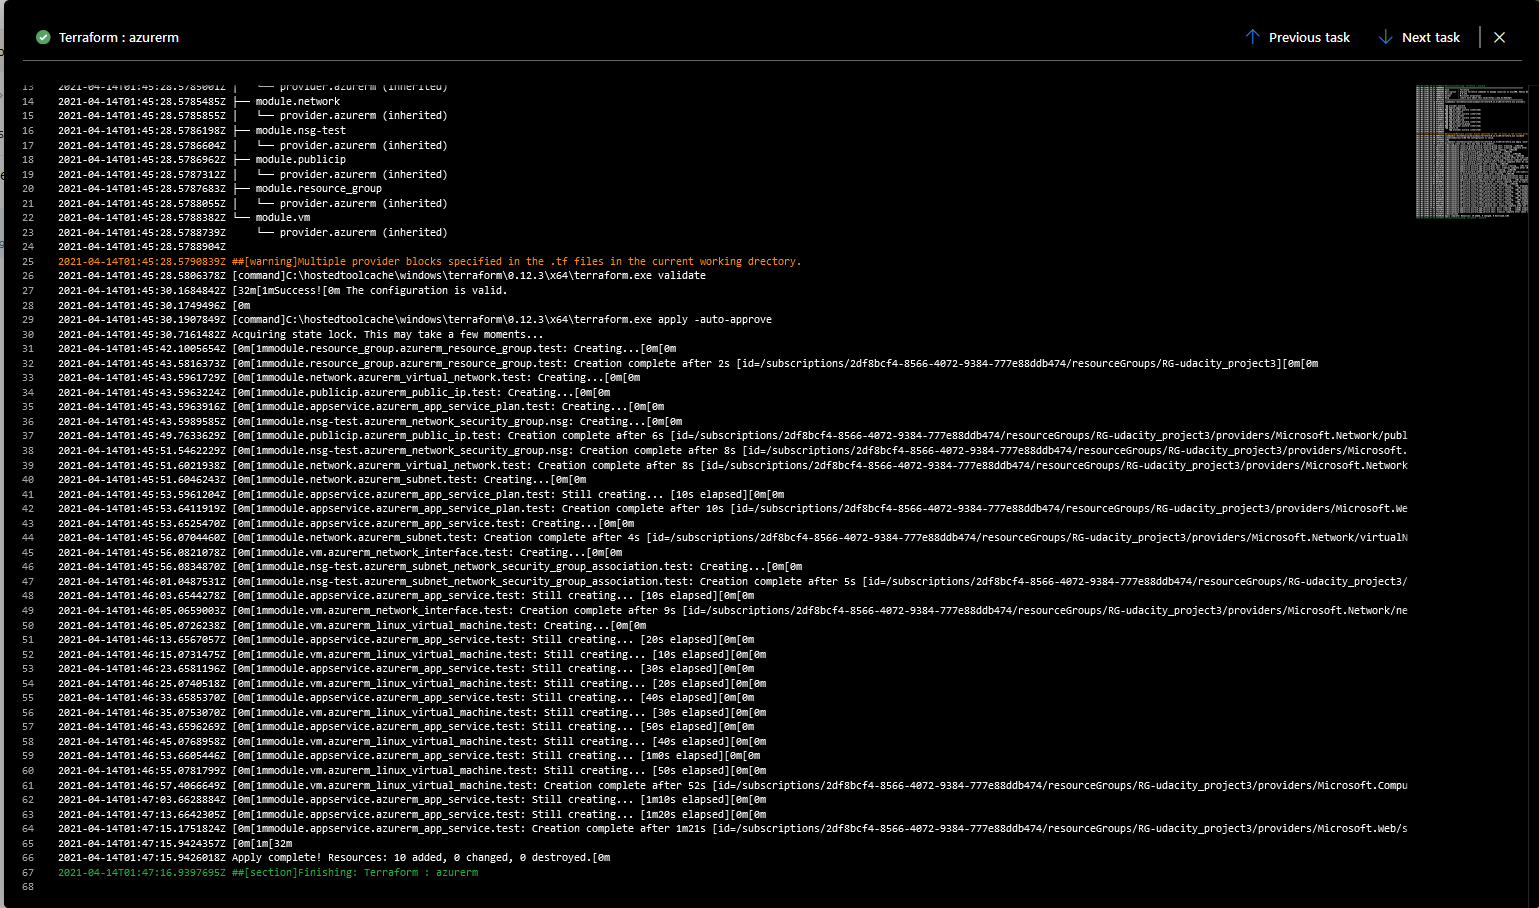 Terraform : azurerm
Previous task
Next task
13 2021-04-14T01:45:28.5785001Z │   └── provider.azurerm (inherited)
14 2021-04-14T01:45:28.5785485Z ├── module.network
15 2021-04-14T01:45:28.5785855Z │   └── provider.azurerm (inherited)
16 2021-04-14T01:45:28.5786198Z ├── module.nsg-test
17 2021-04-14T01:45:28.5786604Z │   └── provider.azurerm (inherited)
18 2021-04-14T01:45:28.5786962Z ├── module.publicip
19 2021-04-14T01:45:28.5787312Z │   └── provider.azurerm (inherited)
20 2021-04-14T01:45:28.5787683Z ├── module.resource_group
21 2021-04-14T01:45:28.5788055Z │   └── provider.azurerm (inherited)
22 2021-04-14T01:45:28.5788382Z └── module.vm
23 2021-04-14T01:45:28.5788739Z     └── provider.azurerm (inherited)
24 2021-04-14T01:45:28.5788904Z
25 2021-04-14T01:45:28.5790839Z ##[warning]Multiple provider blocks specified in the .tf files in the current working drectory.
26 2021-04-14T01:45:28.5806378Z [command]C:\hostedtoolcache\windows\terraform\0.12.3\x64\terraform.exe validate
27 2021-04-14T01:45:30.1684842Z [32m[1mSuccess![0m The configuration is valid.
28 2021-04-14T01:45:30.1749496Z [0m
29 2021-04-14T01:45:30.1907849Z [command]C:\hostedtoolcache\windows\terraform\0.12.3\x64\terraform.exe apply -auto-approve
30 2021-04-14T01:45:30.7161482Z Acquiring state lock. This may take a few moments...
31 2021-04-14T01:45:42.1005654Z [0m[1mmodule.resource_group.azurerm_resource_group.test: Creating...[0m[0m
32 2021-04-14T01:45:43.5816373Z [0m[1mmodule.resource_group.azurerm_resource_group.test: Creation complete after 2s [id=/subscriptions/2df8bcf4-8566-4072-9384-777e88ddb474/resourceGroups/RG-udacity_project3][0m[0m
33 2021-04-14T01:45:43.5961729Z [0m[1mmodule.network.azurerm_virtual_network.test: Creating...[0m[0m
34 2021-04-14T01:45:43.5963224Z [0m[1mmodule.publicip.azurerm_public_ip.test: Creating...[0m[0m
35 2021-04-14T01:45:43.5963916Z [0m[1mmodule.appservice.azurerm_app_service_plan.test: Creating...[0m[0m
36 2021-04-14T01:45:43.5989585Z [0m[1mmodule.nsg-test.azurerm_network_security_group.nsg: Creating...[0m[0m
37 2021-04-14T01:45:49.7633629Z [0m[1mmodule.publicip.azurerm_public_ip.test: Creation complete after 6s [id=/subscriptions/2df8bcf4-8566-4072-9384-777e88ddb474/resourceGroups/RG-udacity_project3/providers/Microsoft.Network/publ
38 2021-04-14T01:45:51.5462229Z [0m[1mmodule.nsg-test.azurerm_network_security_group.nsg: Creation complete after 8s [id=/subscriptions/2df8bcf4-8566-4072-9384-777e88ddb474/resourceGroups/RG-udacity_project3/providers/Microsoft.
39 2021-04-14T01:45:51.6021938Z [0m[1mmodule.network.azurerm_virtual_network.test: Creation complete after 8s [id=/subscriptions/2df8bcf4-8566-4072-9384-777e88ddb474/resourceGroups/RG-udacity_project3/providers/Microsoft.Network
40 2021-04-14T01:45:51.6046243Z [0m[1mmodule.network.azurerm_subnet.test: Creating...[0m[0m
41 2021-04-14T01:45:53.5961204Z [0m[1mmodule.appservice.azurerm_app_service_plan.test: Still creating... [10s elapsed][0m[0m
42 2021-04-14T01:45:53.6411919Z [0m[1mmodule.appservice.azurerm_app_service_plan.test: Creation complete after 10s [id=/subscriptions/2df8bcf4-8566-4072-9384-777e88ddb474/resourceGroups/RG-udacity_project3/providers/Microsoft.We
43 2021-04-14T01:45:53.6525470Z [0m[1mmodule.appservice.azurerm_app_service.test: Creating...[0m[0m
44 2021-04-14T01:45:56.0704460Z [0m[1mmodule.network.azurerm_subnet.test: Creation complete after 4s [id=/subscriptions/2df8bcf4-8566-4072-9384-777e88ddb474/resourceGroups/RG-udacity_project3/providers/Microsoft.Network/virtualN
45 2021-04-14T01:45:56.0821078Z [0m[1mmodule.vm.azurerm_network_interface.test: Creating...[0m[0m
46 2021-04-14T01:45:56.0834870Z [0m[1mmodule.nsg-test.azurerm_subnet_network_security_group_association.test: Creating...[0m[0m
47 2021-04-14T01:46:01.0487531Z [0m[1mmodule.nsg-test.azurerm_subnet_network_security_group_association.test: Creation complete after 5s [id=/subscriptions/2df8bcf4-8566-4072-9384-777e88ddb474/resourceGroups/RG-udacity_project3/
48 2021-04-14T01:46:03.6544278Z [0m[1mmodule.appservice.azurerm_app_service.test: Still creating... [10s elapsed][0m[0m
49 2021-04-14T01:46:05.0659003Z [0m[1mmodule.vm.azurerm_network_interface.test: Creation complete after 9s [id=/subscriptions/2df8bcf4-8566-4072-9384-777e88ddb474/resourceGroups/RG-udacity_project3/providers/Microsoft.Network/ne
50 2021-04-14T01:46:05.0726238Z [0m[1mmodule.vm.azurerm_linux_virtual_machine.test: Creating...[0m[0m
51 2021-04-14T01:46:13.6567057Z [0m[1mmodule.appservice.azurerm_app_service.test: Still creating... [20s elapsed][0m[0m
52 2021-04-14T01:46:15.0731475Z [0m[1mmodule.vm.azurerm_linux_virtual_machine.test: Still creating... [10s elapsed][0m[0m
53 2021-04-14T01:46:23.6581196Z [0m[1mmodule.appservice.azurerm_app_service.test: Still creating... [30s elapsed][0m[0m
54 2021-04-14T01:46:25.0740518Z [0m[1mmodule.vm.azurerm_linux_virtual_machine.test: Still creating... [20s elapsed][0m[0m
55 2021-04-14T01:46:33.6585370Z [0m[1mmodule.appservice.azurerm_app_service.test: Still creating... [40s elapsed][0m[0m
56 2021-04-14T01:46:35.0753070Z [0m[1mmodule.vm.azurerm_linux_virtual_machine.test: Still creating... [30s elapsed][0m[0m
57 2021-04-14T01:46:43.6596269Z [0m[1mmodule.appservice.azurerm_app_service.test: Still creating... [50s elapsed][0m[0m
58 2021-04-14T01:46:45.0768958Z [0m[1mmodule.vm.azurerm_linux_virtual_machine.test: Still creating... [40s elapsed][0m[0m
59 2021-04-14T01:46:53.6605446Z [0m[1mmodule.appservice.azurerm_app_service.test: Still creating... [1m0s elapsed][0m[0m
60 2021-04-14T01:46:55.0781799Z [0m[1mmodule.vm.azurerm_linux_virtual_machine.test: Still creating... [50s elapsed][0m[0m
61 2021-04-14T01:46:57.4066649Z [0m[1mmodule.vm.azurerm_linux_virtual_machine.test: Creation complete after 52s [id=/subscriptions/2df8bcf4-8566-4072-9384-777e88ddb474/resourceGroups/RG-udacity_project3/providers/Microsoft.Compu
62 2021-04-14T01:47:03.6628884Z [0m[1mmodule.appservice.azurerm_app_service.test: Still creating... [1m10s elapsed][0m[0m
63 2021-04-14T01:47:13.6642305Z [0m[1mmodule.appservice.azurerm_app_service.test: Still creating... [1m20s elapsed][0m[0m
64 2021-04-14T01:47:15.1751824Z [0m[1mmodule.appservice.azurerm_app_service.test: Creation complete after 1m21s [id=/subscriptions/2df8bcf4-8566-4072-9384-777e88ddb474/resourceGroups/RG-udacity_project3/providers/Microsoft.Web/s
65 2021-04-14T01:47:15.9424357Z [0m[1m[32m
66 2021-04-14T01:47:15.9426018Z Apply complete! Resources: 10 added, 0 changed, 0 destroyed.[0m
67 2021-04-14T01:47:16.9397695Z ##[section]Finishing: Terraform : azurerm
68